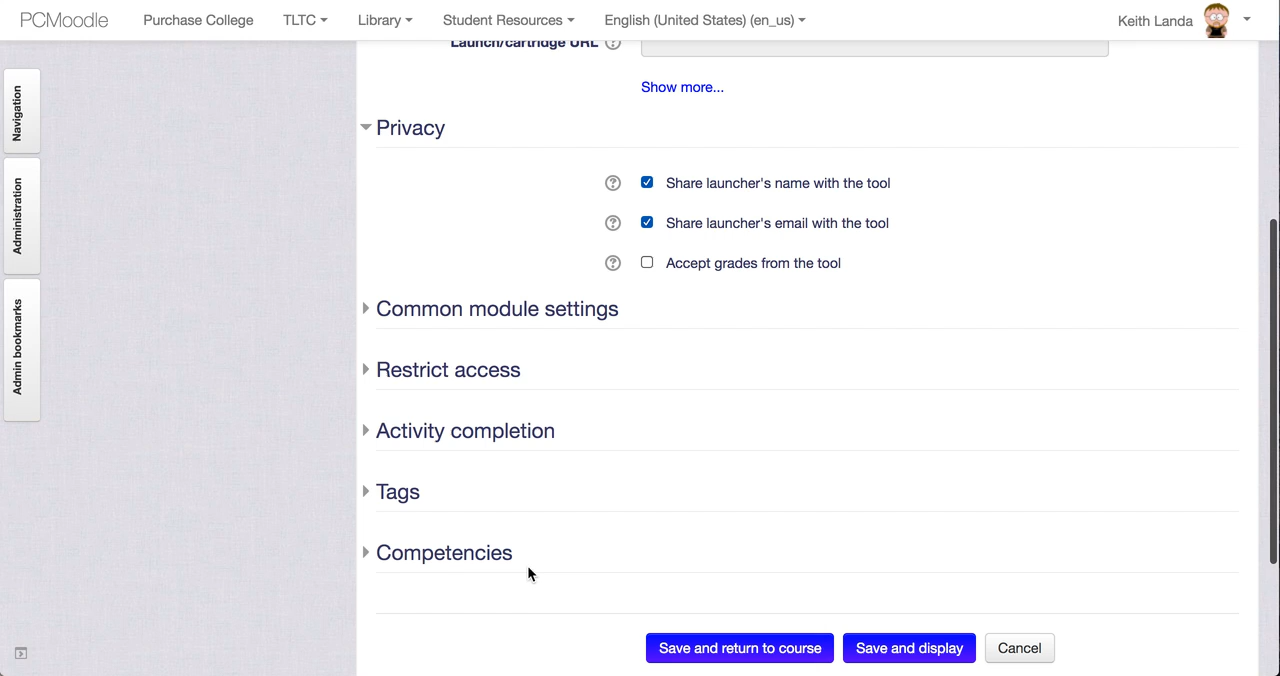 PCMoodle Purchase College TLTC Library Student Resources English (United States) (en_us) Keith Landa
Launch/cartridge URL
Show more...
Navigation
Administration
Admin bookmarks
Privacy
Share launcher's name with the tool
Share launcher's email with the tool
Accept grades from the tool
Common module settings
Restrict access
Activity completion
Tags
Competencies
Save and return to course Save and display Cancel